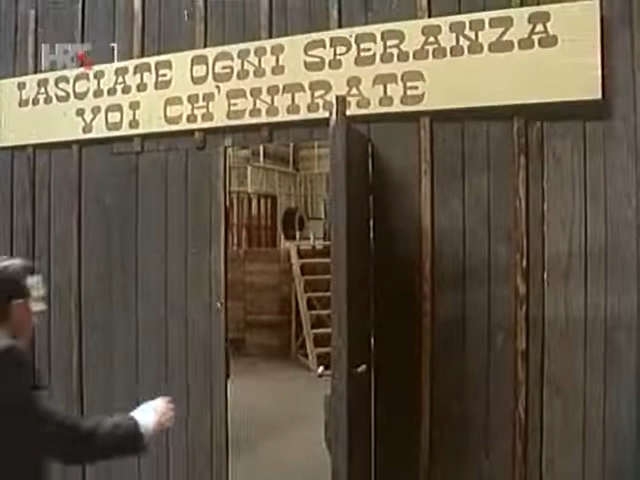 HRT 1
LASCIATE OGNI SPERANZA
VOI CH'ENTRATE